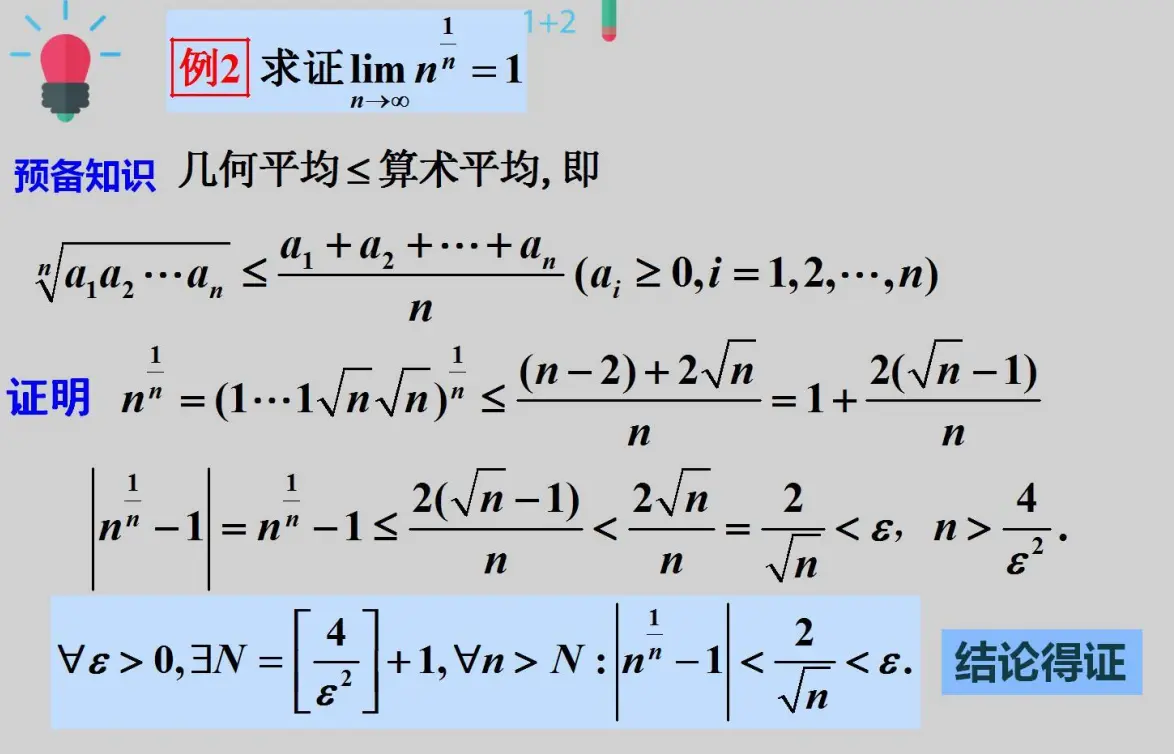 1+2
例2 求证 $\lim_{n\to\infty} n^{\frac{1}{n}} = 1$
预备知识 几何平均≤算术平均, 即
$\sqrt[n]{a_1 a_2 \cdots a_n} \leq \frac{a_1 + a_2 + \cdots + a_n}{n} (a_i \geq 0, i = 1, 2, \cdots, n)$
证明 $n^{\frac{1}{n}} = (1 \cdots 1 \sqrt{n} \sqrt{n})^{\frac{1}{n}} \leq \frac{(n-2) + 2\sqrt{n}}{n} = 1 + \frac{2(\sqrt{n} - 1)}{n}$
$\left| n^{\frac{1}{n}} - 1 \right| = n^{\frac{1}{n}} - 1 \leq \frac{2(\sqrt{n} - 1)}{n} < \frac{2\sqrt{n}}{n} = \frac{2}{\sqrt{n}} < \varepsilon, n > \frac{4}{\varepsilon^2}.$
$\forall \varepsilon > 0, \exists N = \left[ \frac{4}{\varepsilon^2} \right] + 1, \forall n > N : \left| n^{\frac{1}{n}} - 1 \right| < \frac{2}{\sqrt{n}} < \varepsilon.$ 结论得证